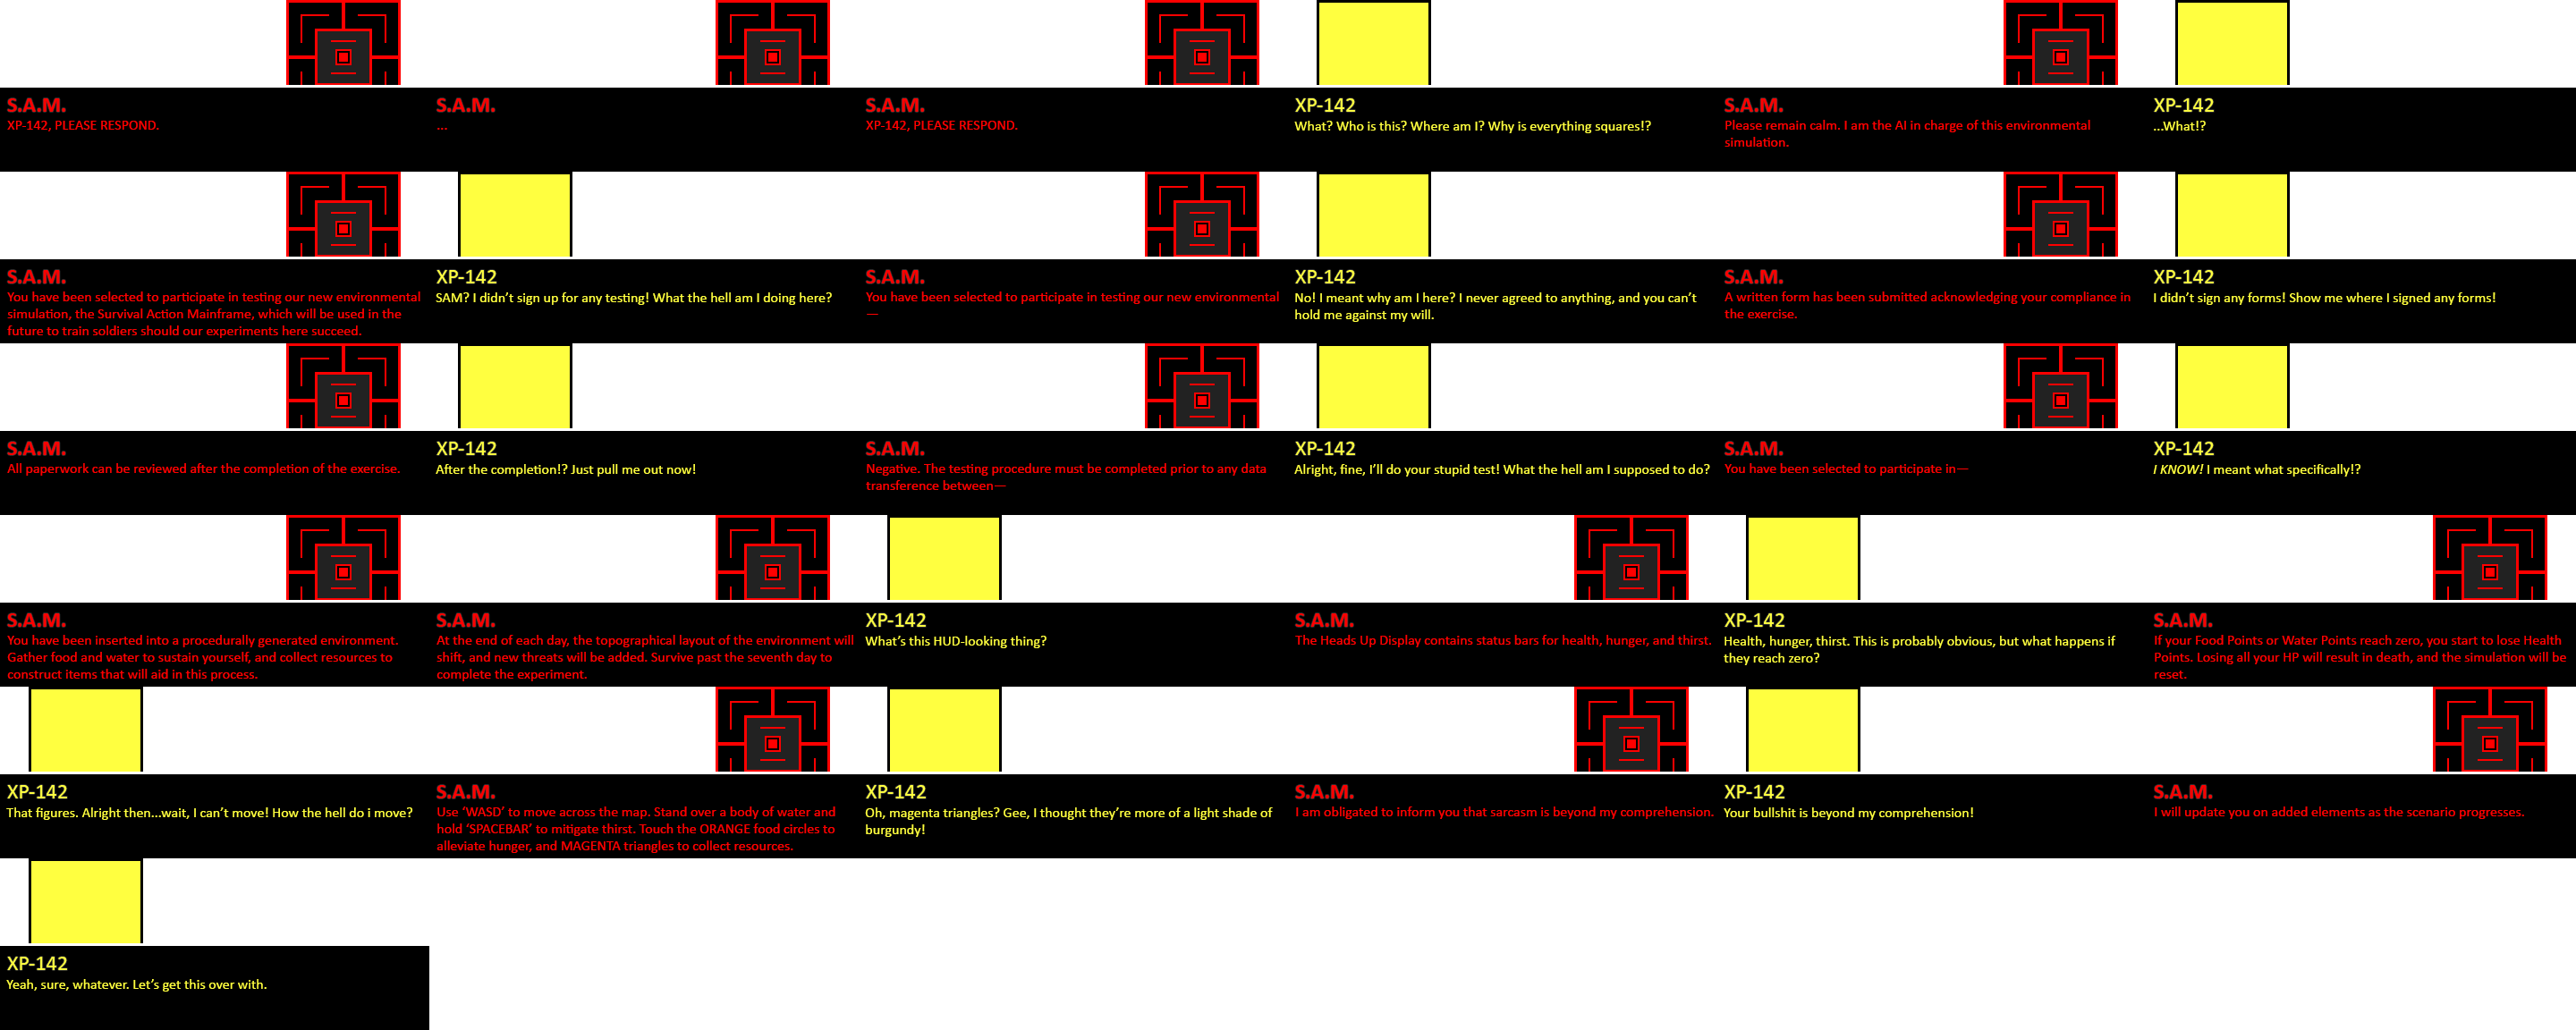 S.A.M.
XP-142, PLEASE RESPOND.
S.A.M.
...
S.A.M.
XP-142, PLEASE RESPOND.
XP-142
What? Who is this? Where am I? Why is everything squares!?
S.A.M.
Please remain calm. I am the AI in charge of this environmental
simulation.
XP-142
...What!?
S.A.M.
You have been selected to participate in testing our new environmental
simulation, the Survival Action Mainframe, which will be used in the
future to train soldiers should our experiments here succeed.
XP-142
SAM? I didn't sign up for any testing! What the hell am I doing here?
S.A.M.
You have been selected to participate in testing our new environmental
—
XP-142
No! I meant why am I here? I never agreed to anything, and you can't
hold me against my will.
S.A.M.
A written form has been submitted acknowledging your compliance in
the exercise.
XP-142
I didn't sign any forms! Show me where I signed any forms!
S.A.M.
All paperwork can be reviewed after the completion of the exercise.
XP-142
After the completion!? Just pull me out now!
S.A.M.
Negative. The testing procedure must be completed prior to any data
transference between—
XP-142
Alright, fine, I'll do your stupid test! What the hell am I supposed to do?
S.A.M.
You have been selected to participate in—
XP-142
I KNOW! I meant what specifically!?
S.A.M.
You have been inserted into a procedurally generated environment.
Gather food and water to sustain yourself, and collect resources to
construct items that will aid in this process.
S.A.M.
At the end of each day, the topographical layout of the environment will
shift, and new threats will be added. Survive past the seventh day to
complete the experiment.
XP-142
What's this HUD-looking thing?
S.A.M.
The Heads Up Display contains status bars for health, hunger, and thirst.
XP-142
Health, hunger, thirst. This is probably obvious, but what happens if
they reach zero?
S.A.M.
If your Food Points or Water Points reach zero, you start to lose Health
Points. Losing all your HP will result in death, and the simulation will be
reset.
XP-142
That figures. Alright then...wait, I can't move! How the hell do i move?
S.A.M.
Use 'WASD' to move across the map. Stand over a body of water and
hold 'SPACEBAR' to mitigate thirst. Touch the ORANGE food circles to
alleviate hunger, and MAGENTA triangles to collect resources.
XP-142
Oh, magenta triangles? Gee, I thought they're more of a light shade of
burgundy!
S.A.M.
I am obligated to inform you that sarcasm is beyond my comprehension.
XP-142
Your bullshit is beyond my comprehension!
S.A.M.
I will update you on added elements as the scenario progresses.
XP-142
Yeah, sure, whatever. Let's get this over with.